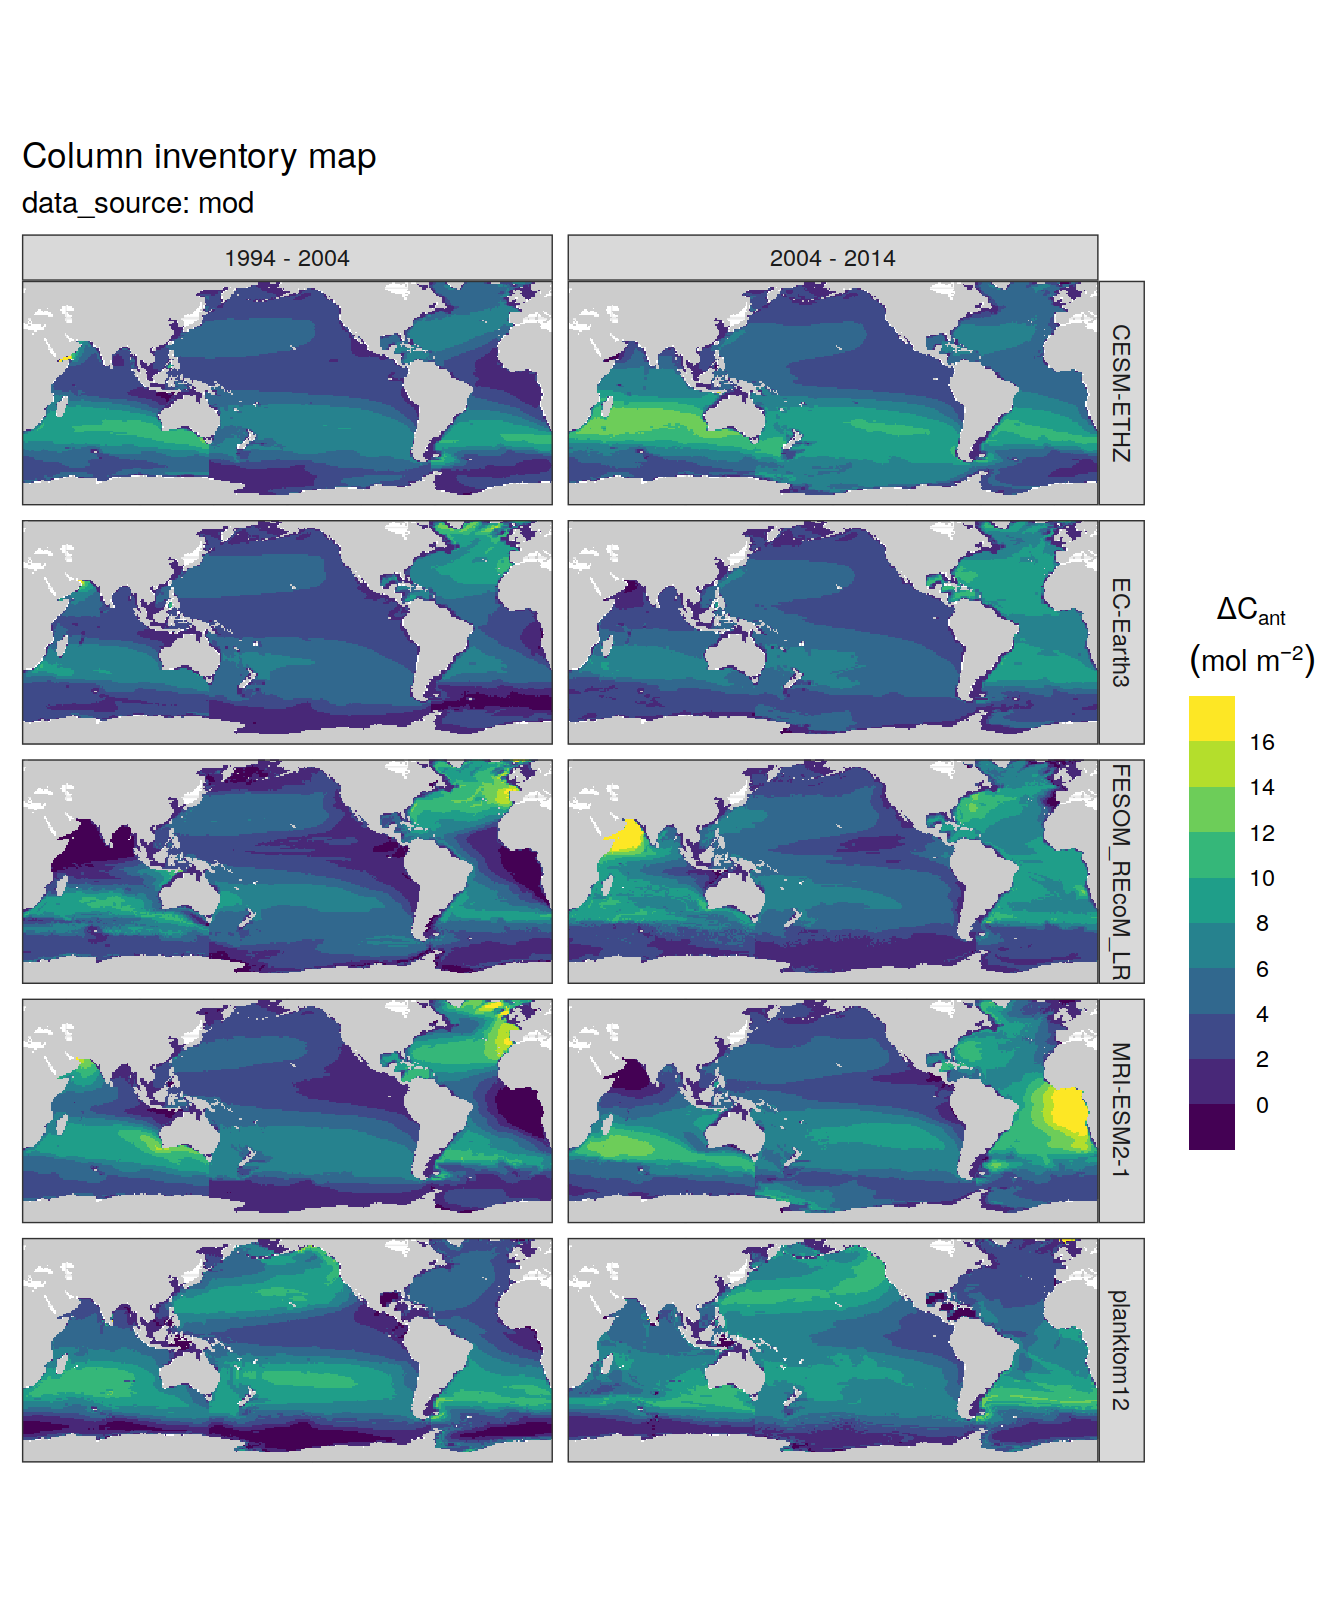 Column inventory map
data_source: mod
1994 - 2004
2004 - 2014
CESM-ETHZ
EC-Earth3
FESOM_REcoM_LR
MRI-ESM2-1
planktom12
ΔCant
(mol m−2)
16
14
12
10
8
6
4
2
0